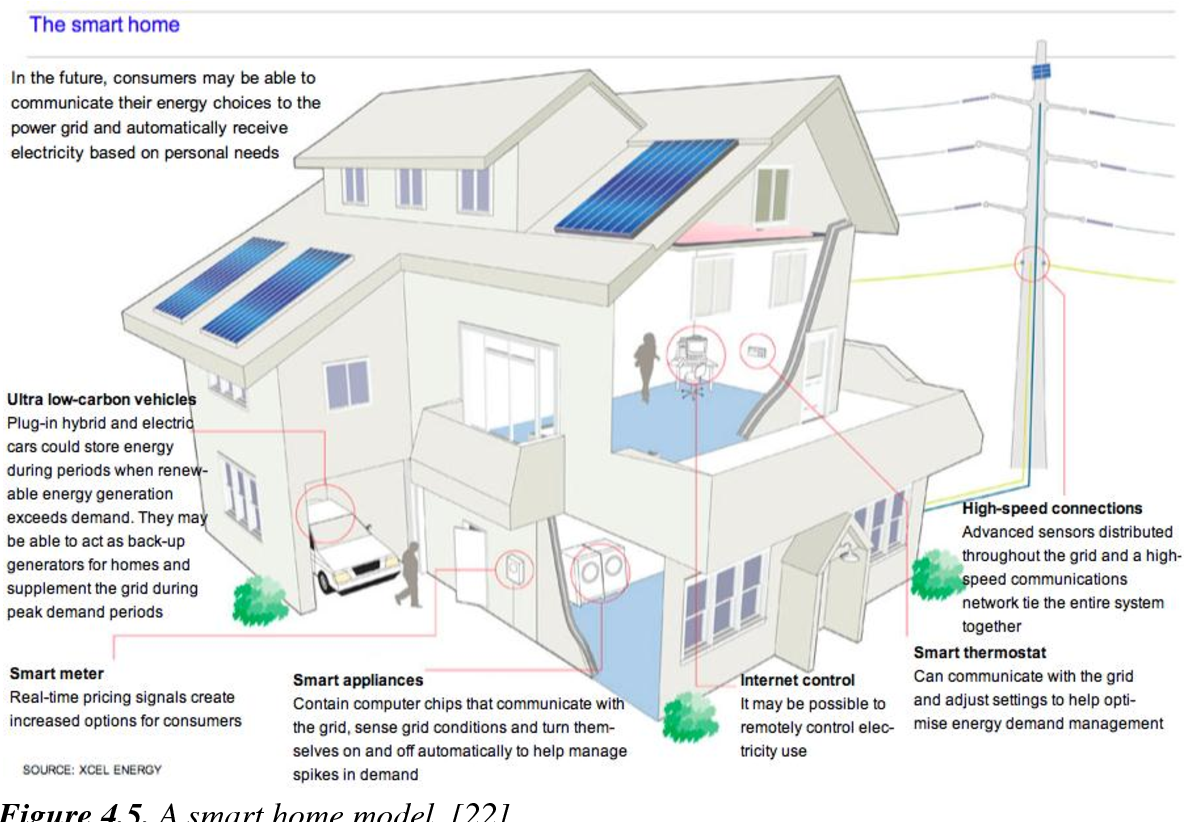 The smart home
In the future, consumers may be able to
communicate their energy choices to the
power grid and automatically receive
electricity based on personal needs
Ultra low-carbon vehicles
Plug-in hybrid and electric
cars could store energy
during periods when renew-
able energy generation
exceeds demand. They may
be able to act as back-up
generators for homes and
supplement the grid during
peak demand periods
Smart meter
Real-time pricing signals create
increased options for consumers
Smart appliances
Contain computer chips that communicate with
the grid, sense grid conditions and turn them-
selves on and off automatically to help manage
spikes in demand
Internet control
It may be possible to
remotely control elec-
tricity use
High-speed connections
Advanced sensors distributed
throughout the grid and a high-
speed communications
network tie the entire system
together
Smart thermostat
Can communicate with the grid
and adjust settings to help opti-
mise energy demand management
SOURCE: XCEL ENERGY
Figure 4.5. A smart home model. [22]